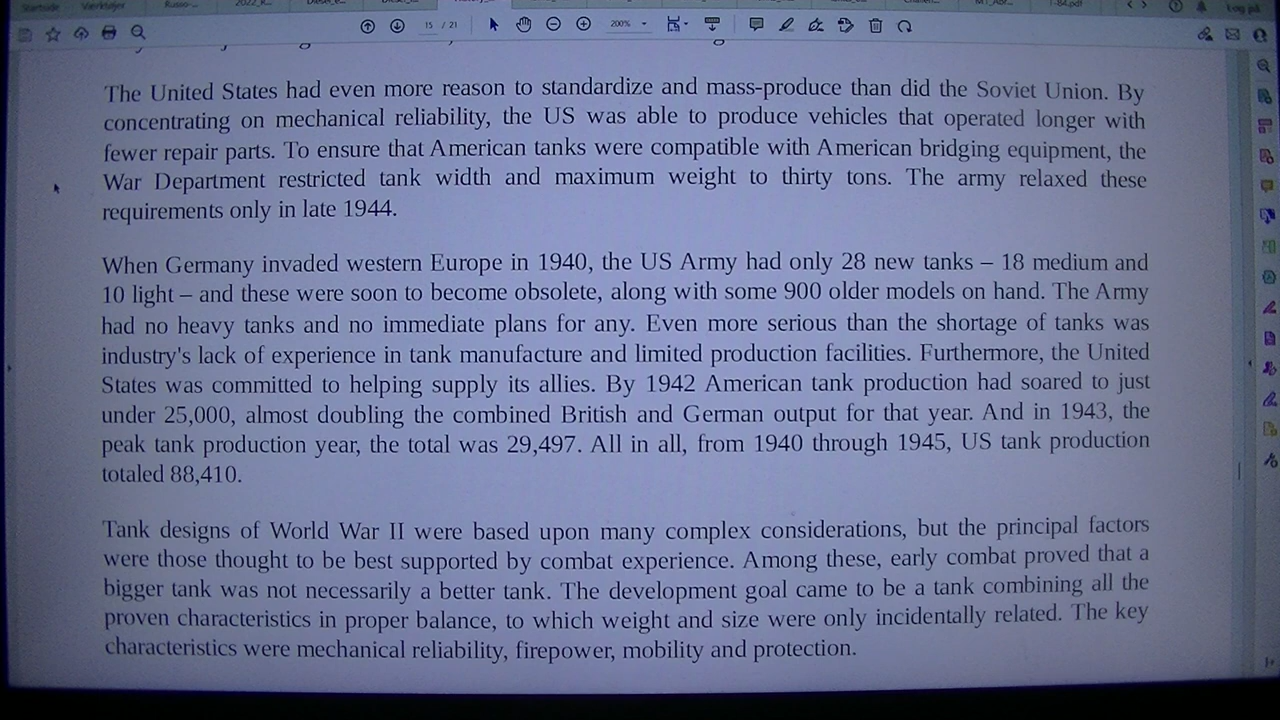 Startside Værktøjer Russo-... 2022_R...
M1_Abr... 1-84.pdf Log på
15 / 21 200%
The United States had even more reason to standardize and mass-produce than did the Soviet Union. By
concentrating on mechanical reliability, the US was able to produce vehicles that operated longer with
fewer repair parts. To ensure that American tanks were compatible with American bridging equipment, the
War Department restricted tank width and maximum weight to thirty tons. The army relaxed these
requirements only in late 1944.
When Germany invaded western Europe in 1940, the US Army had only 28 new tanks – 18 medium and
10 light – and these were soon to become obsolete, along with some 900 older models on hand. The Army
had no heavy tanks and no immediate plans for any. Even more serious than the shortage of tanks was
industry's lack of experience in tank manufacture and limited production facilities. Furthermore, the United
States was committed to helping supply its allies. By 1942 American tank production had soared to just
under 25,000, almost doubling the combined British and German output for that year. And in 1943, the
peak tank production year, the total was 29,497. All in all, from 1940 through 1945, US tank production
totaled 88,410.
Tank designs of World War II were based upon many complex considerations, but the principal factors
were those thought to be best supported by combat experience. Among these, early combat proved that a
bigger tank was not necessarily a better tank. The development goal came to be a tank combining all the
proven characteristics in proper balance, to which weight and size were only incidentally related. The key
characteristics were mechanical reliability, firepower, mobility and protection.